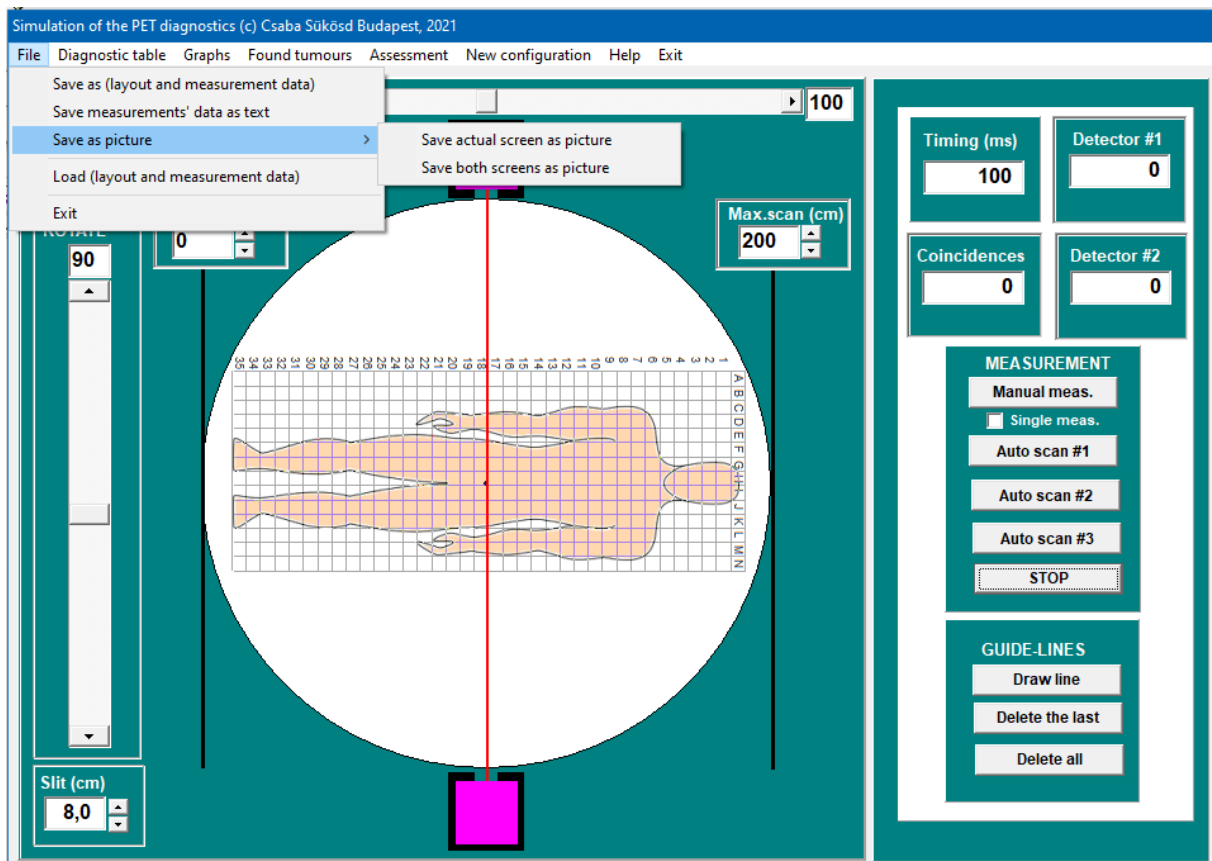 Simulation of the PET diagnostics (c) Csaba Sükösd Budapest, 2021
File Diagnostic table Graphs Found tumours Assessment New configuration Help Exit
Save as (layout and measurement data)
Save measurements' data as text
Save as picture
Save actual screen as picture
Save both screens as picture
Load (layout and measurement data)
Exit
100
ROTATE
90
0
Max.scan (cm)
200
35 34 33 32 31 30 29 28 27 26 25 24 23 22 21 20 19 18 17 16 15 14 13 12 11 10 9 8 7 6 5 4 3 2 1
A
B
C
D
E
F
G
H
I
J
K
L
M
N
Slit (cm)
8,0
Timing (ms)
100
Detector #1
0
Coincidences
0
Detector #2
0
MEASUREMENT
Manual meas.
Single meas.
Auto scan #1
Auto scan #2
Auto scan #3
STOP
GUIDE-LINES
Draw line
Delete the last
Delete all